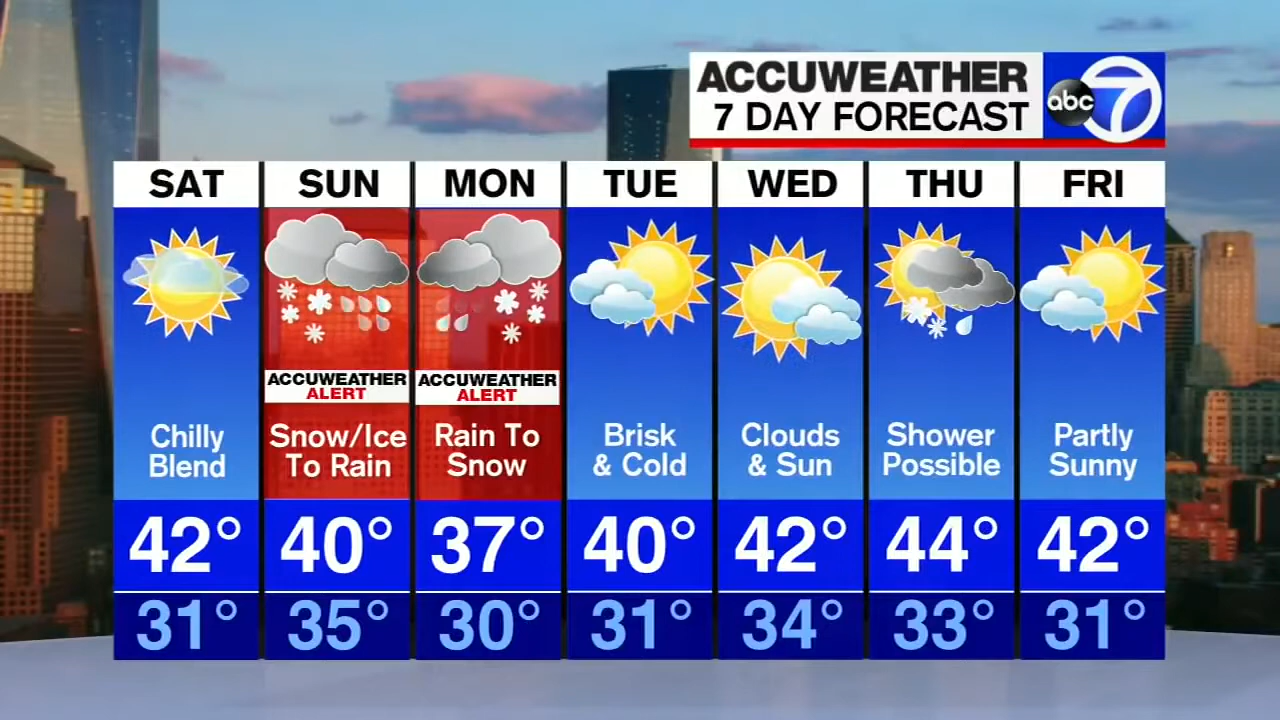 ACCUWEATHER
7 DAY FORECAST
abc 7
SAT SUN MON TUE WED THU FRI
ACCUWEATHER
ALERT
ACCUWEATHER
ALERT
Chilly
Blend
Snow/Ice
To Rain
Rain To
Snow
Brisk
& Cold
Clouds
& Sun
Shower
Possible
Partly
Sunny
42° 40° 37° 40° 42° 44° 42°
31° 35° 30° 31° 34° 33° 31°